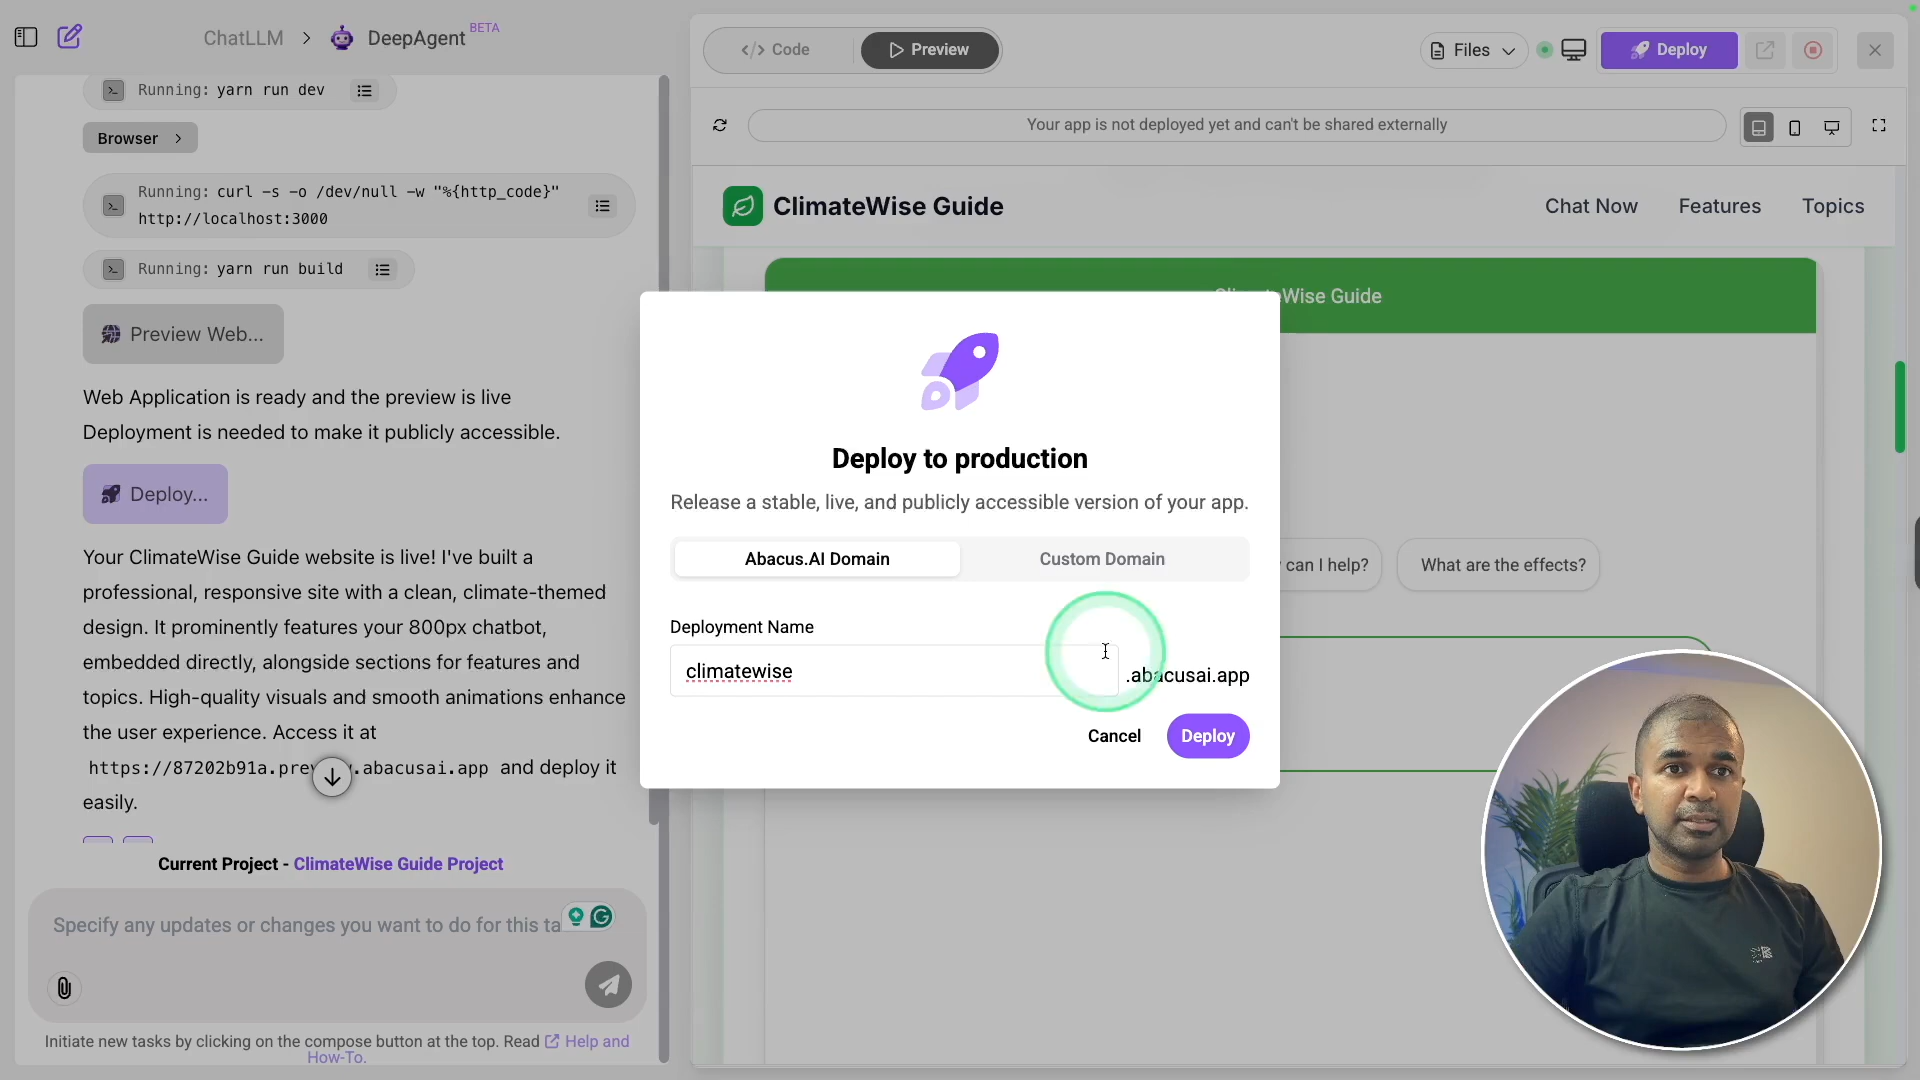 ChatLLM > DeepAgent BETA
Running: yarn run dev
Browser >
Running: curl -s -o /dev/null -w "%{http_code}"
http://localhost:3000
Running: yarn run build
Preview Web...
Web Application is ready and the preview is live
Deployment is needed to make it publicly accessible.
Deploy...
Your ClimateWise Guide website is live! I've built a
professional, responsive site with a clean, climate-themed
design. It prominently features your 800px chatbot,
embedded directly, alongside sections for features and
topics. High-quality visuals and smooth animations enhance
the user experience. Access it at
https://87202b91a.prev .abacusai.app and deploy it
easily.
Current Project - ClimateWise Guide Project
Specify any updates or changes you want to do for this ta
Initiate new tasks by clicking on the compose button at the top. Read Help and
How-To.
</> Code
Preview
Files
Deploy
Your app is not deployed yet and can't be shared externally
ClimateWise Guide
Chat Now
Features
Topics
ClimateWise Guide
can I help?
What are the effects?
Deploy to production
Release a stable, live, and publicly accessible version of your app.
Abacus.AI Domain
Custom Domain
Deployment Name
climatewise
.abacusai.app
Cancel
Deploy